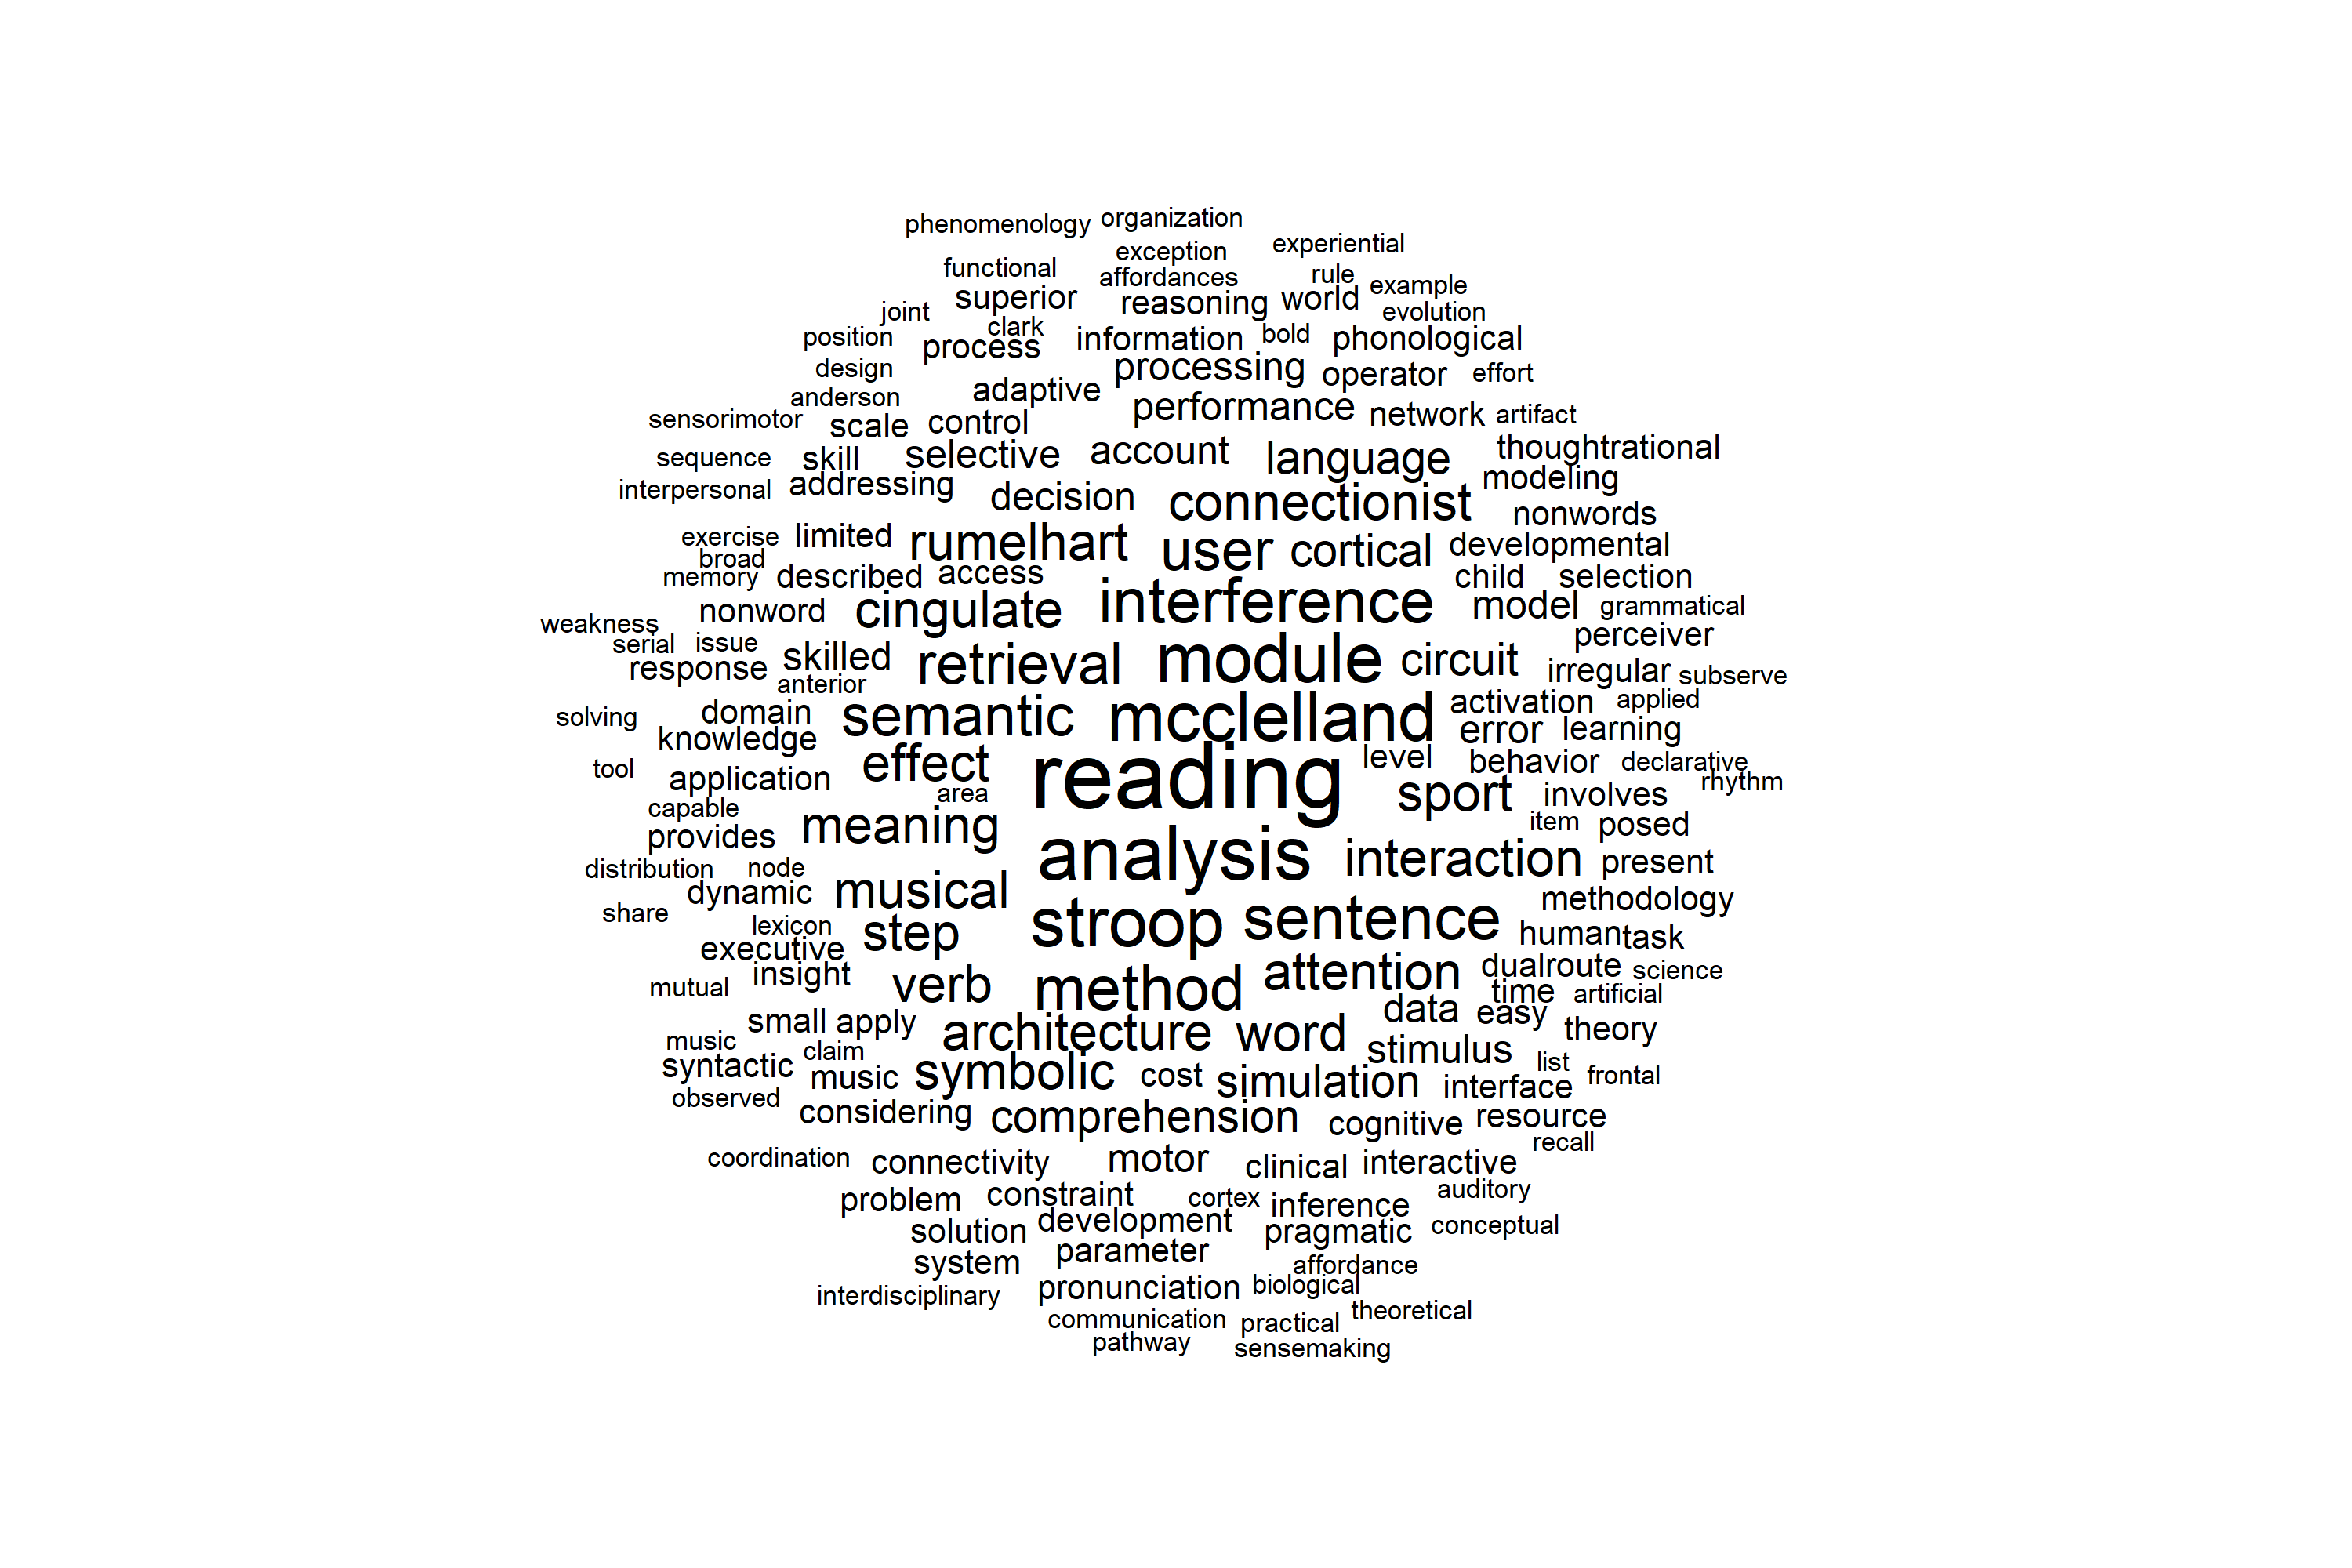 phenomenology organization
exception experiential
functional affordances rule
superior reasoning world example
joint clark evolution
position process information bold phonological
design processing operator effort
anderson adaptive performance network artifact
sensorimotor scale control
sequence skill selective account language thoughtrational
interpersonal addressing decision connectionist modeling
nonwords
exercise limited rumelhart user cortical developmental
broad
memory described access child selection
nonword cingulate interference model grammatical
weakness
serial issue perceiver
response skilled retrieval module circuit irregular subserve
anterior
solving domain semantic mcclelland activation applied
knowledge error learning
tool application effect reading level behavior declarative
area sport involves rhythm
capable
provides meaning item posed
distribution node analysis interaction present
dynamic musical methodology
share lexicon stroop sentence
executive step human task
mutual insight verb method attention dualroute science
time artificial
small apply architecture word data easy theory
music claim stimulus list
syntactic music symbolic cost simulation interface frontal
observed considering comprehension cognitive resource
recall
coordination connectivity motor clinical interactive
problem constraint cortex inference auditory
solution development pragmatic conceptual
system parameter affordance
interdisciplinary pronunciation biological
communication practical theoretical
pathway sensemaking